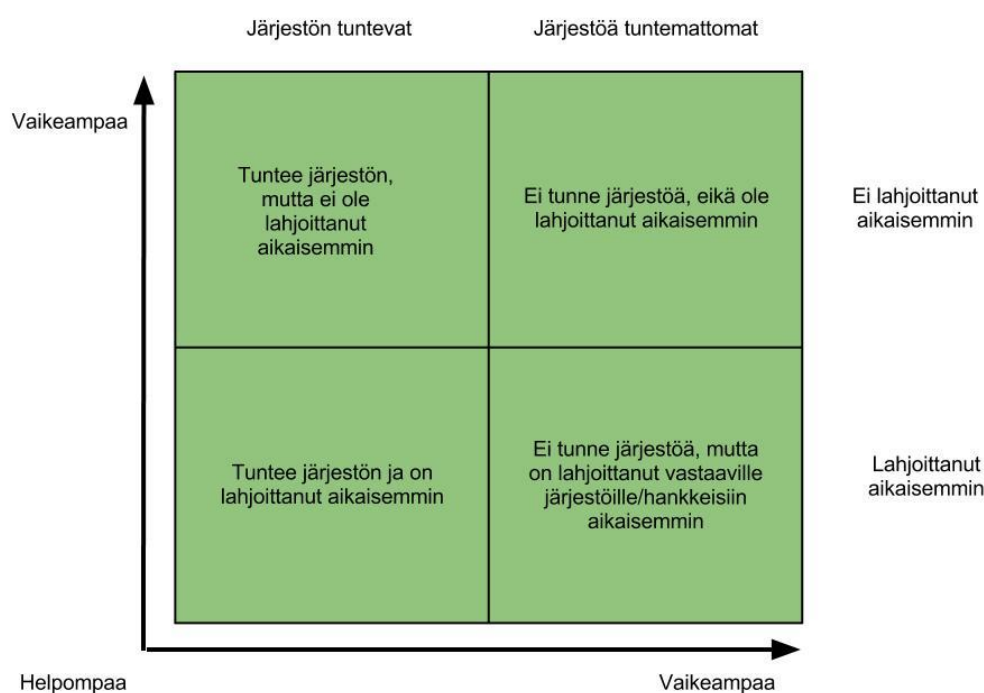 Järjestön tuntevat
Järjestöä tuntemattomat
Vaikeampaa
Tuntee järjestön,
mutta ei ole
lahjoittanut
aikaisemmin
Ei tunne järjestöä, eikä ole
lahjoittanut aikaisemmin
Ei lahjoittanut
aikaisemmin
Tuntee järjestön ja on
lahjoittanut aikaisemmin
Ei tunne järjestöä, mutta
on lahjoittanut vastaaville
järjestöille/hankkeisiin
aikaisemmin
Lahjoittanut
aikaisemmin
Helpompaa
Vaikeampaa